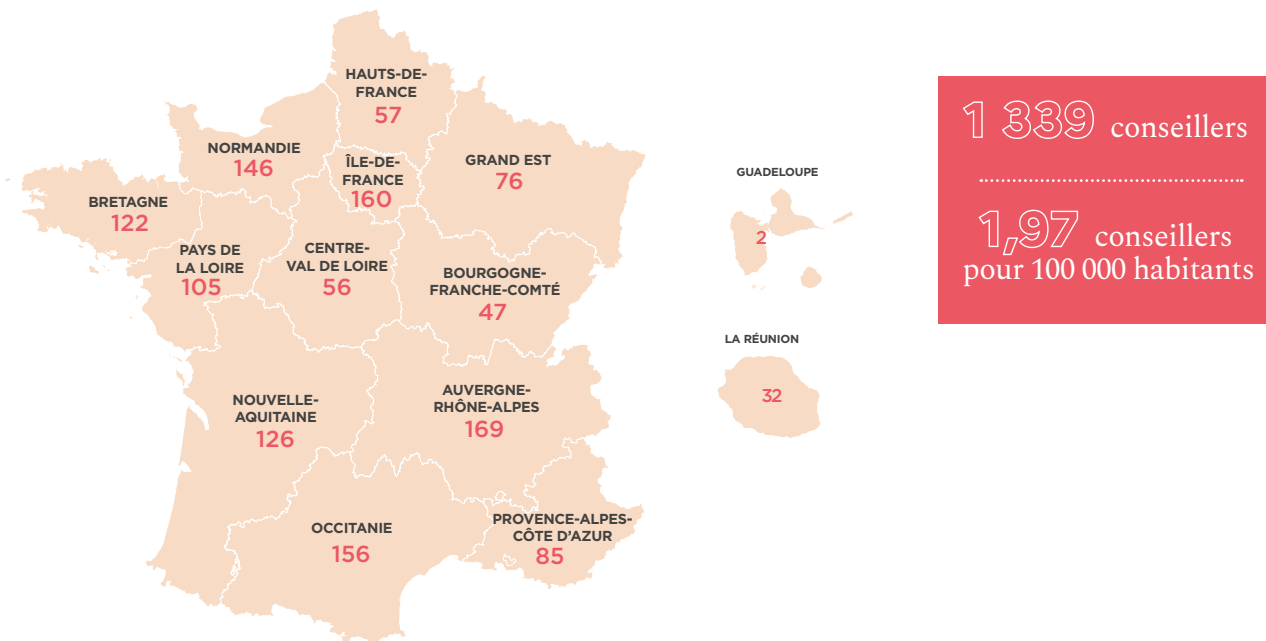 HAUTS-DE-
FRANCE
57
NORMANDIE
146
ÎLE-DE-
FRANCE
160
GRAND EST
76
BRETAGNE
122
PAYS DE
LA LOIRE
105
CENTRE-
VAL DE LOIRE
56
BOURGOGNE-
FRANCHE-COMTÉ
47
NOUVELLE-
AQUITAINE
126
AUVERGNE-
RHÔNE-ALPES
169
OCCITANIE
156
PROVENCE-ALPES-
CÔTE D'AZUR
85
GUADELOUPE
2
LA RÉUNION
32
1 339 conseillers
1,97 conseillers
pour 100 000 habitants